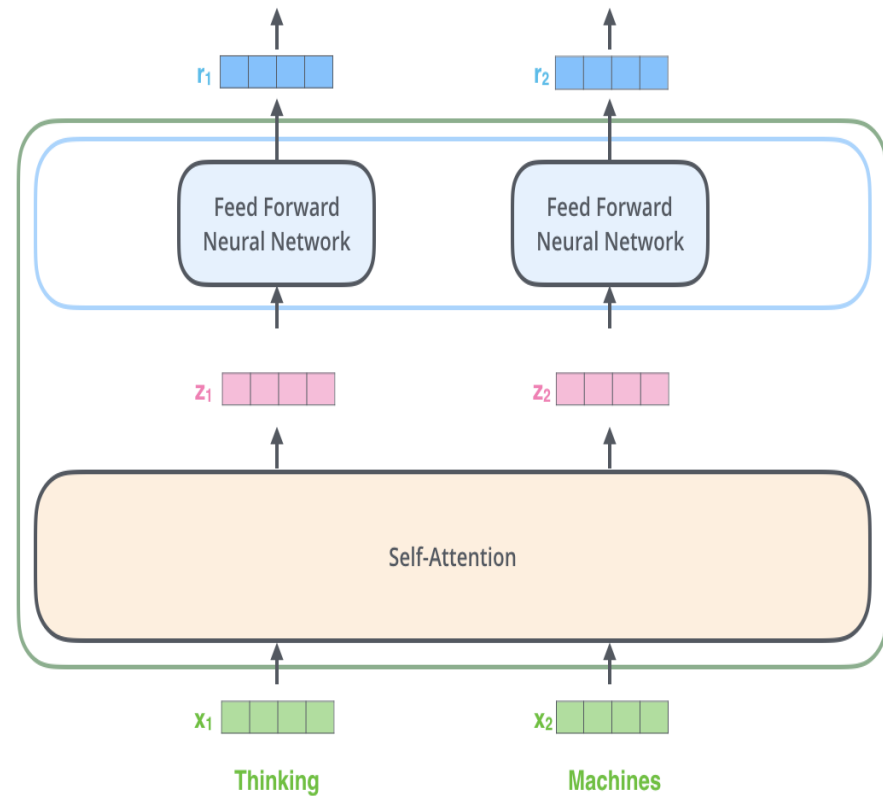 r₁ r₂
Feed Forward
Neural Network
Feed Forward
Neural Network
z₁ z₂
Self-Attention
x₁ x₂
Thinking Machines